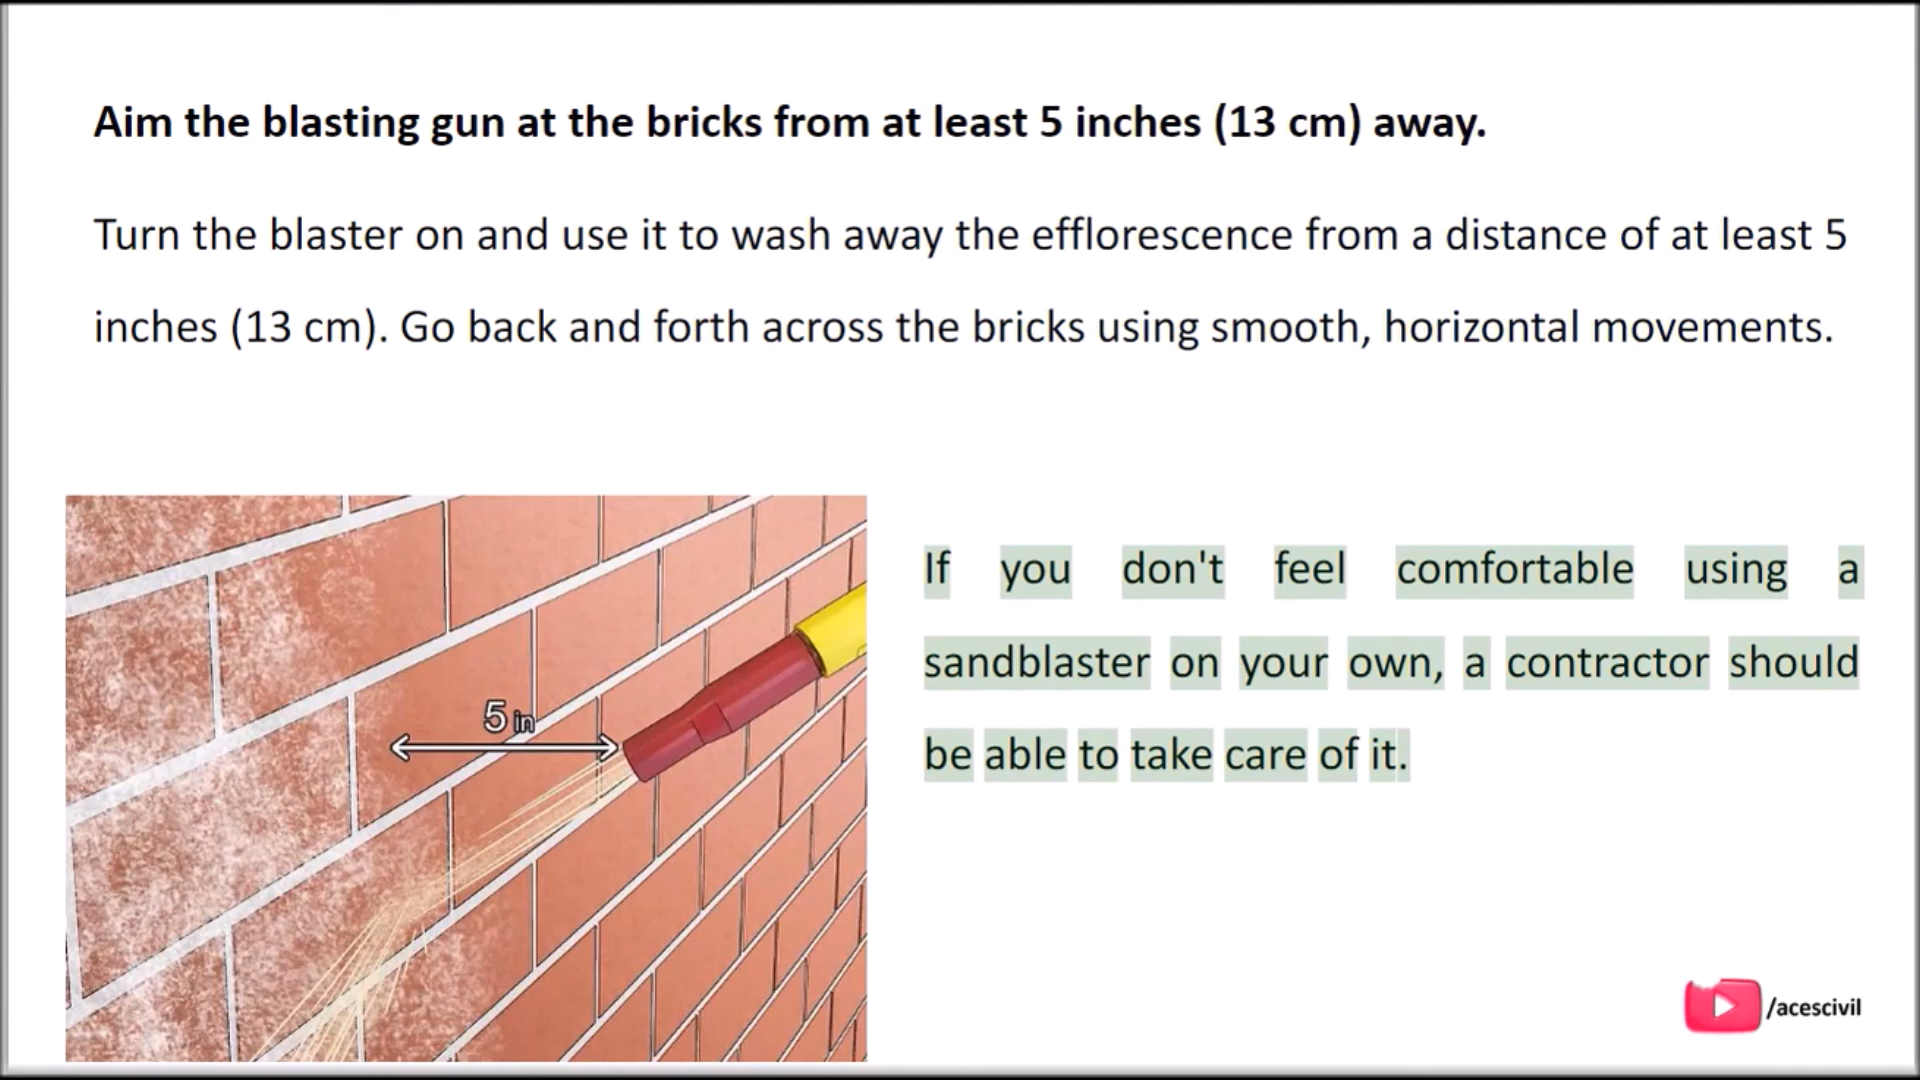 Aim the blasting gun at the bricks from at least 5 inches (13 cm) away.
Turn the blaster on and use it to wash away the efflorescence from a distance of at least 5
inches (13 cm). Go back and forth across the bricks using smooth, horizontal movements.
5 in
If you don't feel comfortable using a
sandblaster on your own, a contractor should
be able to take care of it.
/acescivil